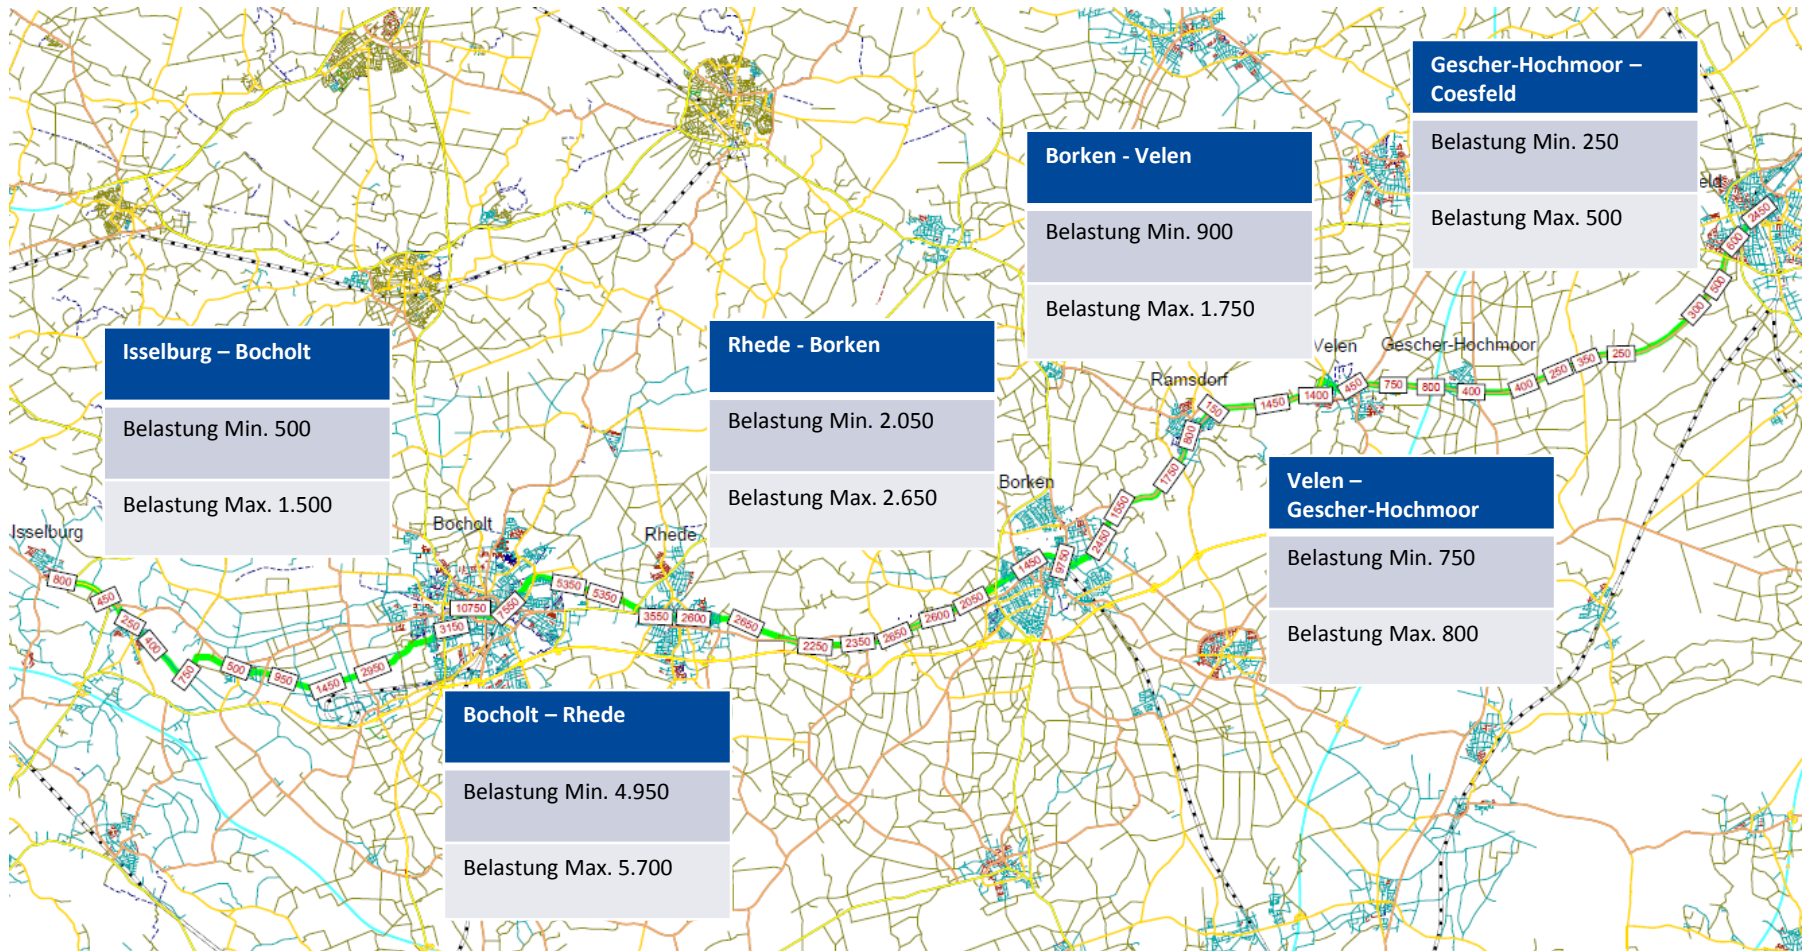 Gescher-Hochmoor –
Coesfeld
Belastung Min. 250
Belastung Max. 500
Borken - Velen
Belastung Min. 900
Belastung Max. 1.750
Rhede - Borken
Belastung Min. 2.050
Belastung Max. 2.650
Isselburg – Bocholt
Belastung Min. 500
Belastung Max. 1.500
Velen –
Gescher-Hochmoor
Belastung Min. 750
Belastung Max. 800
Bocholt – Rhede
Belastung Min. 4.950
Belastung Max. 5.700
Isselburg
Bocholt
Rhede
Borken
Ramsdorf
Velen
Gescher-Hochmoor
eld
800
450
250
400
750
500
950
1450
2950
3150
10750
7550
5350
5350
3550
2600
2650
2250
2350
2650
2600
2050
1450
9750
2450
1550
1750
800
150
1450
1400
450
750
800
400
400
250
350
250
300
500
600
2450